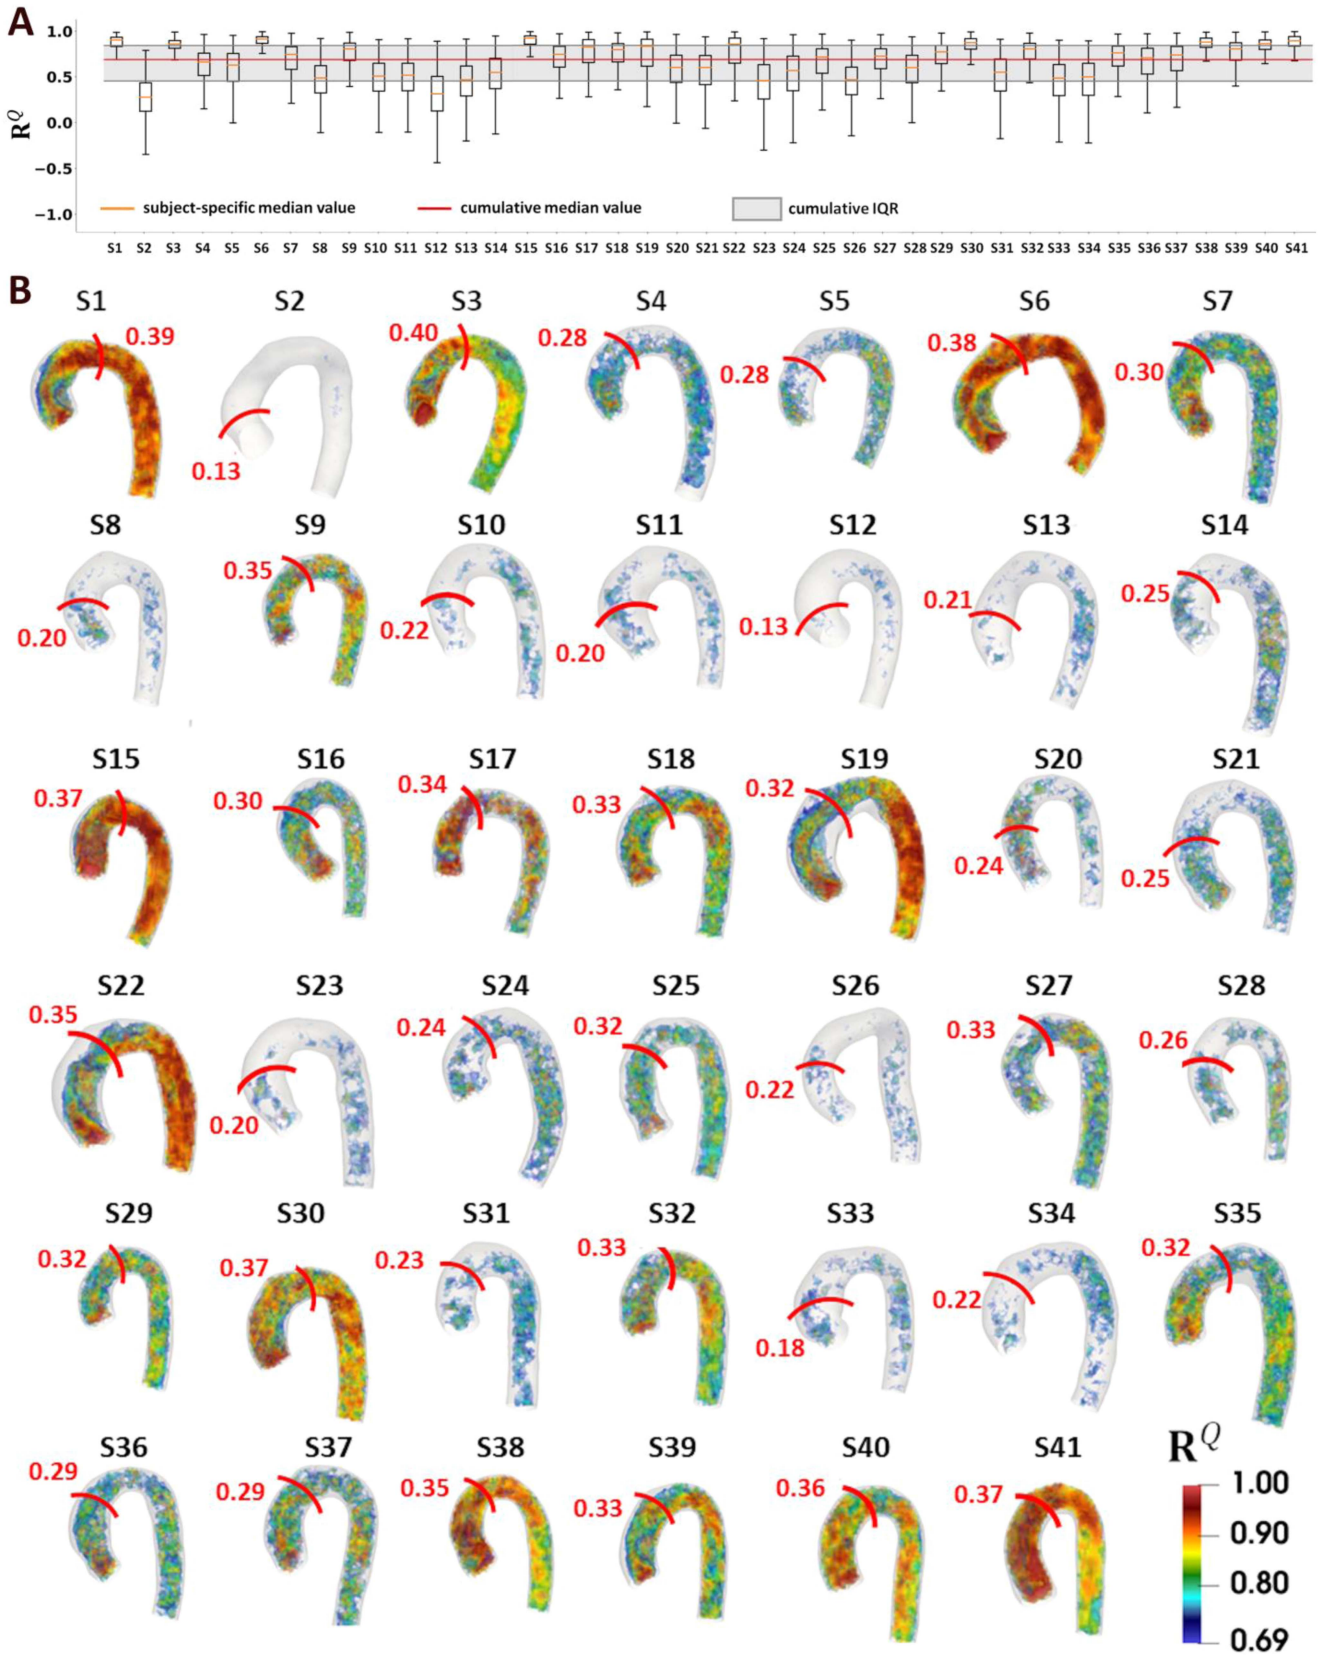 A
1.0
0.5
0.0
−0.5
−1.0
R^Q
subject-specific median value
cumulative median value
cumulative IQR
S1 S2 S3 S4 S5 S6 S7 S8 S9 S10 S11 S12 S13 S14 S15 S16 S17 S18 S19 S20 S21 S22 S23 S24 S25 S26 S27 S28 S29 S30 S31 S32 S33 S34 S35 S36 S37 S38 S39 S40 S41
B
S1 S2 S3 S4 S5 S6 S7
0.39 0.13 0.40 0.28 0.28 0.38 0.30
S8 S9 S10 S11 S12 S13 S14
0.20 0.35 0.22 0.20 0.13 0.21 0.25
S15 S16 S17 S18 S19 S20 S21
0.37 0.30 0.34 0.33 0.32 0.24 0.25
S22 S23 S24 S25 S26 S27 S28
0.35 0.20 0.24 0.32 0.22 0.33 0.26
S29 S30 S31 S32 S33 S34 S35
0.32 0.37 0.23 0.33 0.18 0.22 0.32
S36 S37 S38 S39 S40 S41
0.29 0.29 0.35 0.33 0.36 0.37
R^Q
1.00
0.90
0.80
0.69